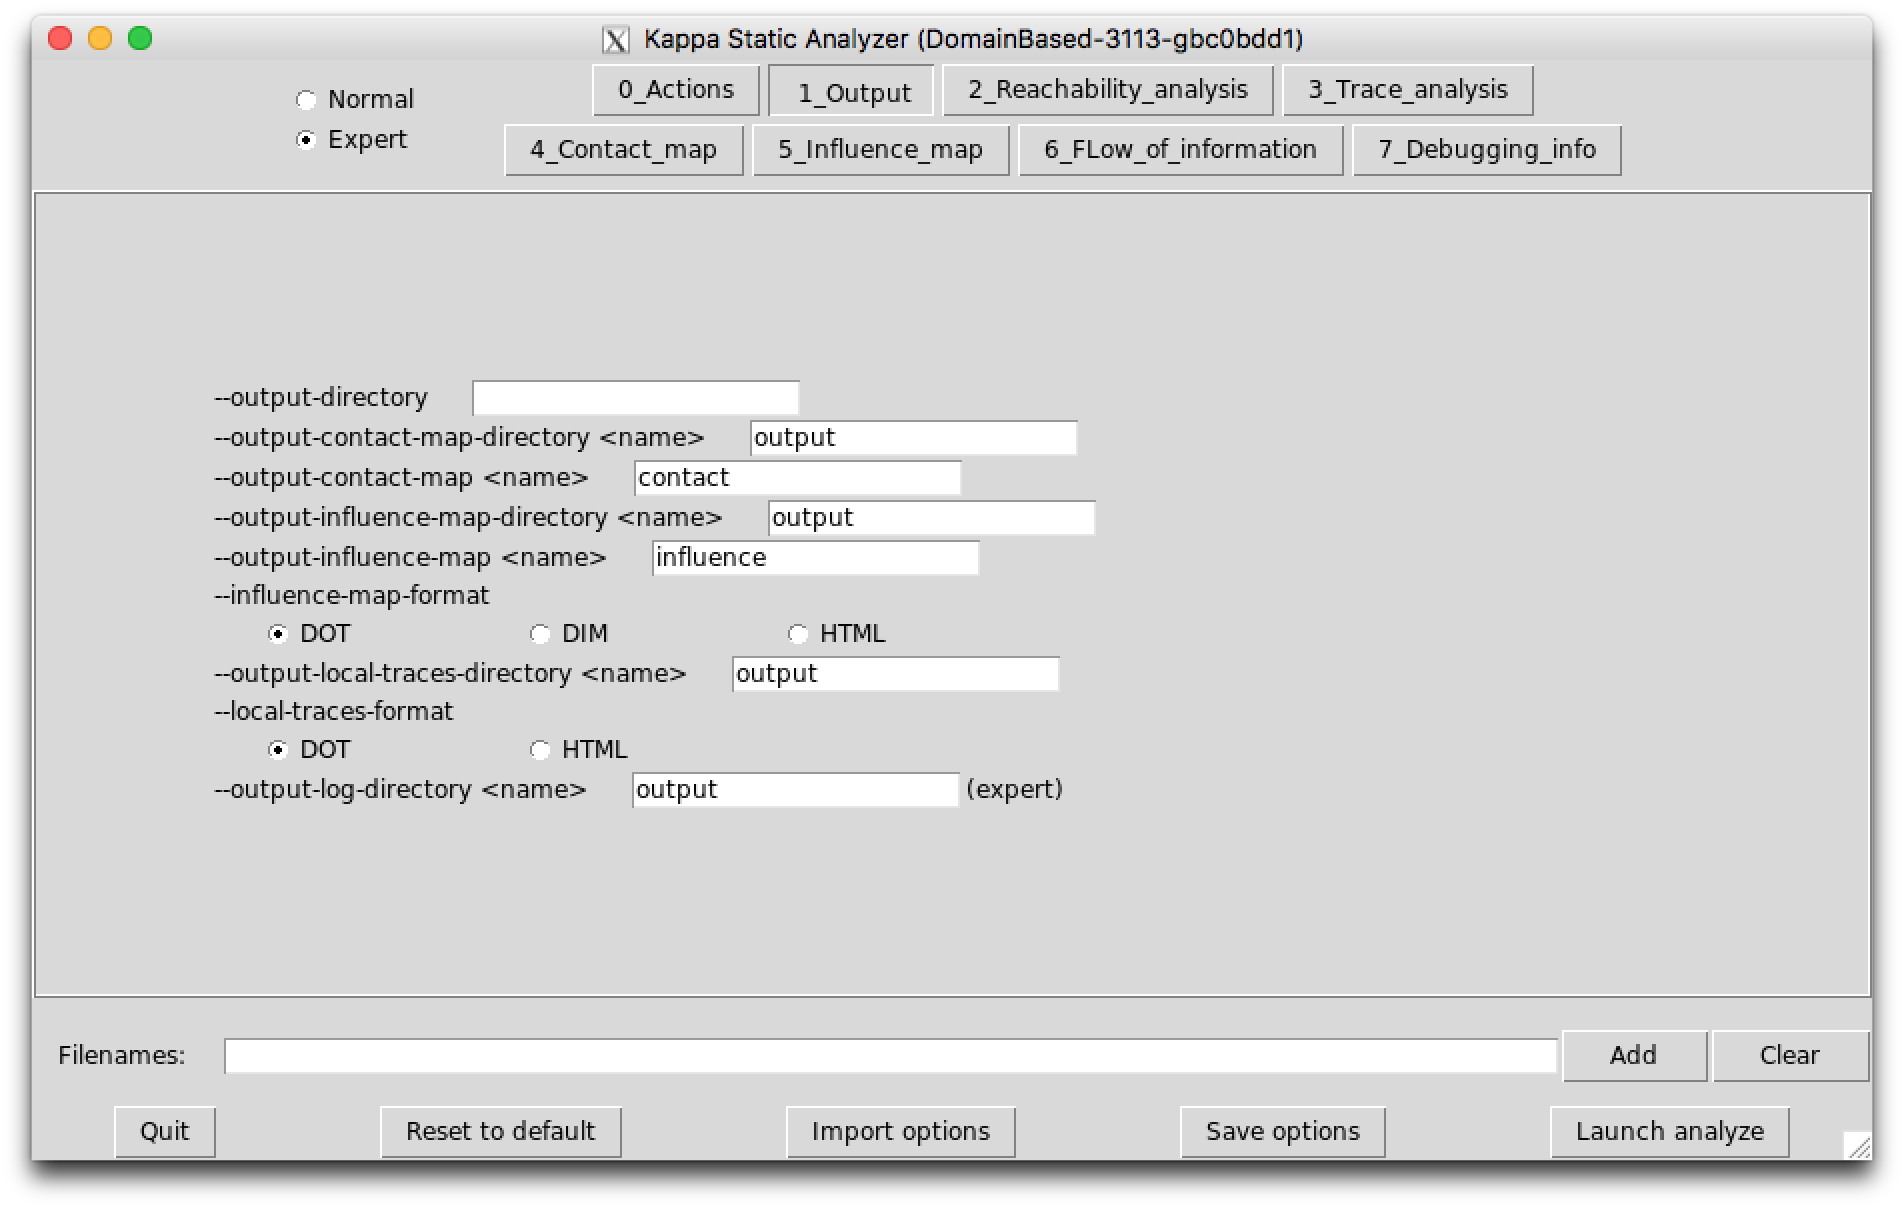 Kappa Static Analyzer (DomainBased-3113-gbc0bdd1)
Normal
0_Actions 1_Output 2_Reachability_analysis 3_Trace_analysis
Expert
4_Contact_map 5_Influence_map 6_FLow_of_information 7_Debugging_info
--output-directory
--output-contact-map-directory <name> output
--output-contact-map <name> contact
--output-influence-map-directory <name> output
--output-influence-map <name> influence
--influence-map-format
DOT DIM HTML
--output-local-traces-directory <name> output
--local-traces-format
DOT HTML
--output-log-directory <name> output (expert)
Filenames: Add Clear
Quit Reset to default Import options Save options Launch analyze